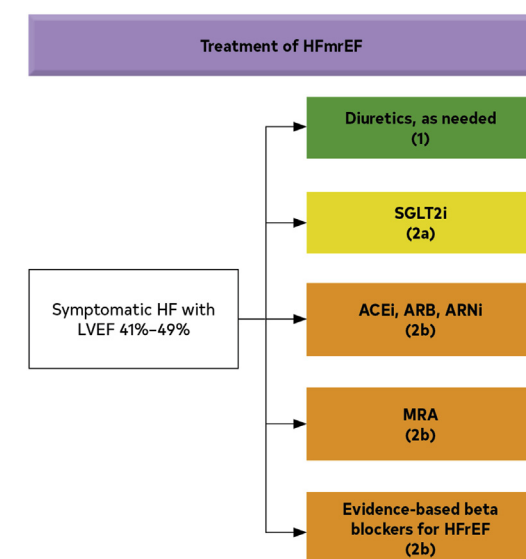 Treatment of HFmrEF
Diuretics, as needed
(1)
SGLT2i
(2a)
Symptomatic HF with
LVEF 41%–49%
ACEi, ARB, ARNi
(2b)
MRA
(2b)
Evidence-based beta
blockers for HFrEF
(2b)